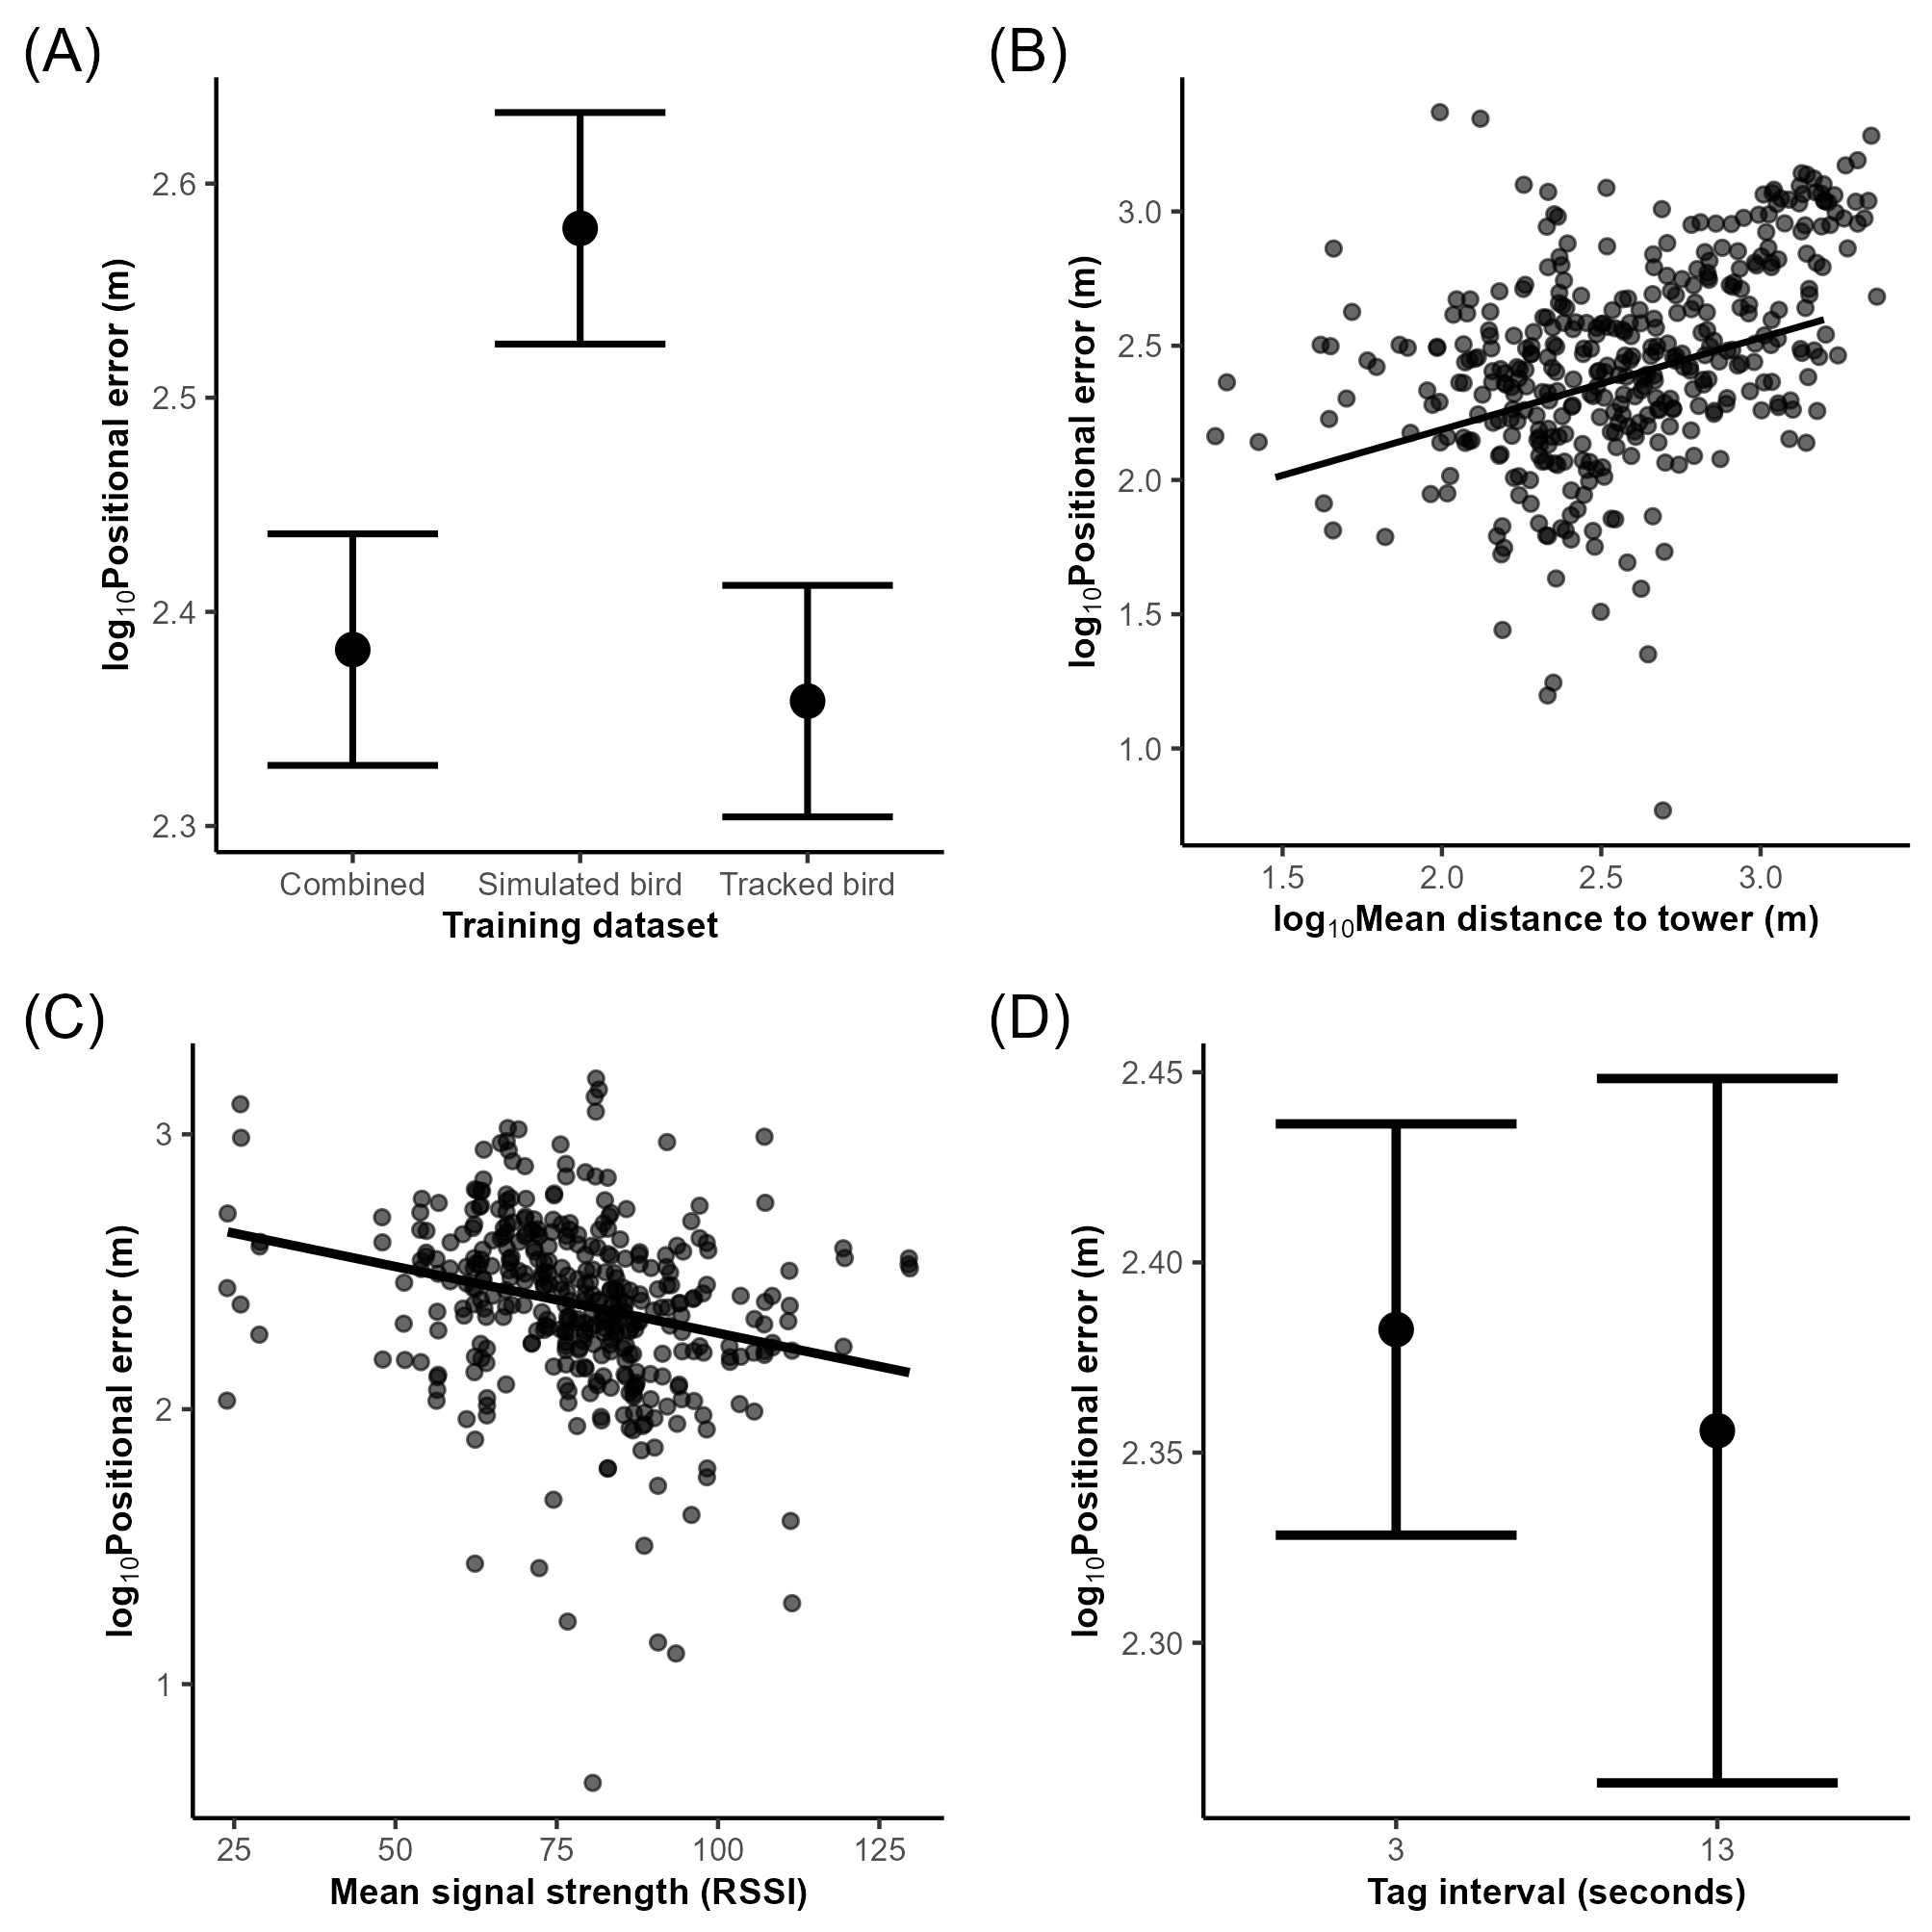 (A)
log10Positional error (m)
2.6
2.5
2.4
2.3
Combined Simulated bird Tracked bird
Training dataset
(B)
log10Positional error (m)
3.0
2.5
2.0
1.5
1.0
1.5 2.0 2.5 3.0
log10Mean distance to tower (m)
(C)
log10Positional error (m)
3
2
1
25 50 75 100 125
Mean signal strength (RSSI)
(D)
log10Positional error (m)
2.45
2.40
2.35
2.30
3 13
Tag interval (seconds)